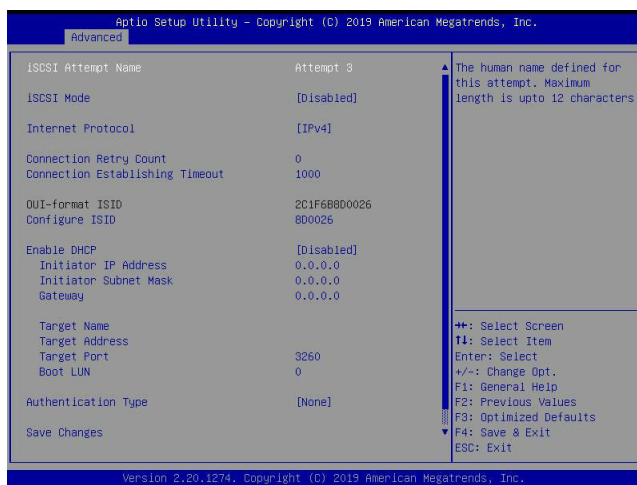 Aptio Setup Utility – Copyright (C) 2019 American Megatrends, Inc.
Advanced
iSCSI Attempt Name Attempt 3
iSCSI Mode [Disabled]
Internet Protocol [IPv4]
Connection Retry Count 0
Connection Establishing Timeout 1000
OUI-format ISID 2C1F6B8D0026
Configure ISID 8D0026
Enable DHCP [Disabled]
Initiator IP Address 0.0.0.0
Initiator Subnet Mask 0.0.0.0
Gateway 0.0.0.0
Target Name
Target Address
Target Port 3260
Boot LUN 0
Authentication Type [None]
Save Changes
The human name defined for
this attempt. Maximum
length is upto 12 characters
→←: Select Screen
↑↓: Select Item
Enter: Select
+/-: Change Opt.
F1: General Help
F2: Previous Values
F3: Optimized Defaults
F4: Save & Exit
ESC: Exit
Version 2.20.1274. Copyright (C) 2019 American Megatrends, Inc.